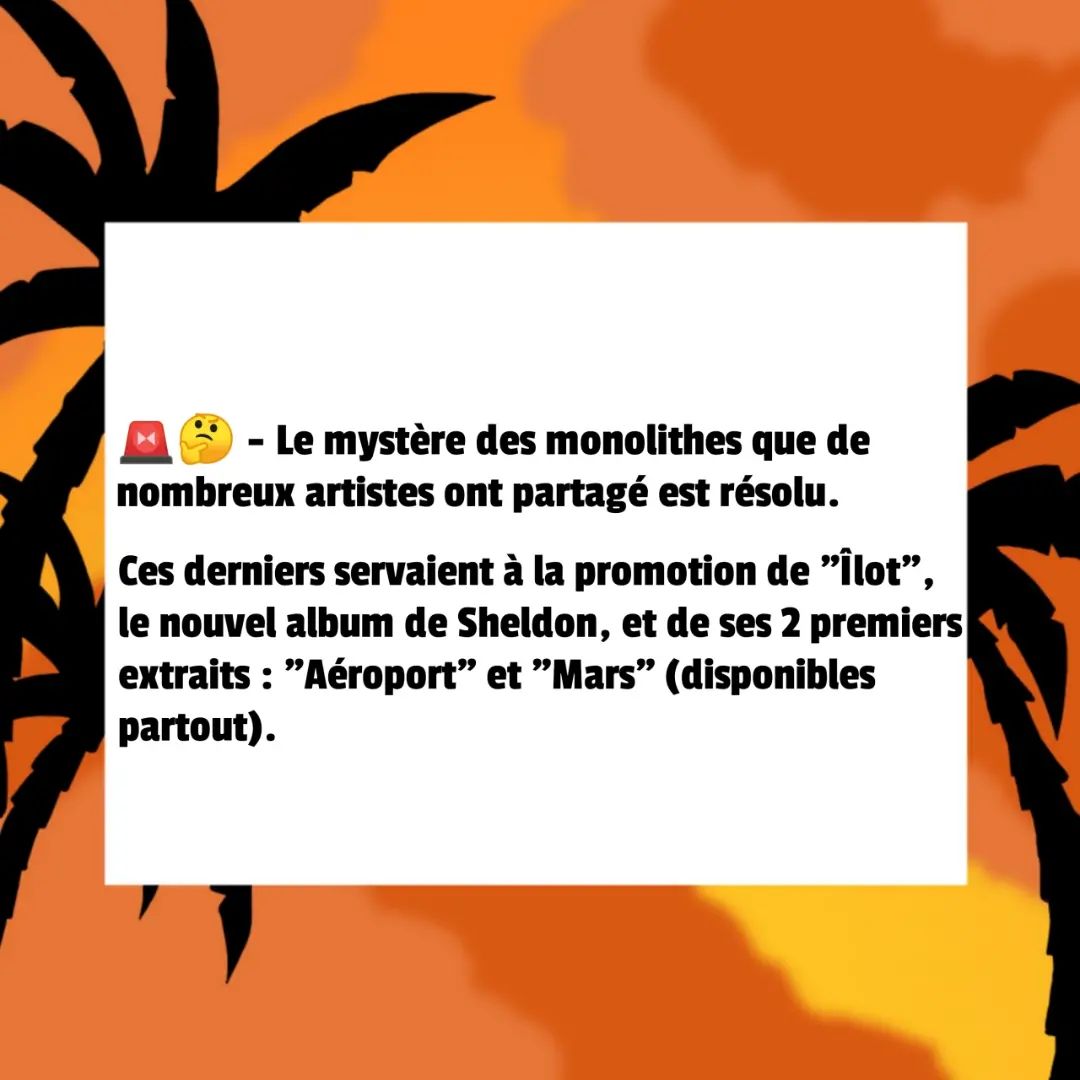 🚨🤔 - Le mystère des monolithes que de
nombreux artistes ont partagé est résolu.
Ces derniers servaient à la promotion de ”Îlot”,
le nouvel album de Sheldon, et de ses 2 premiers
extraits : ”Aéroport” et ”Mars” (disponibles
partout).